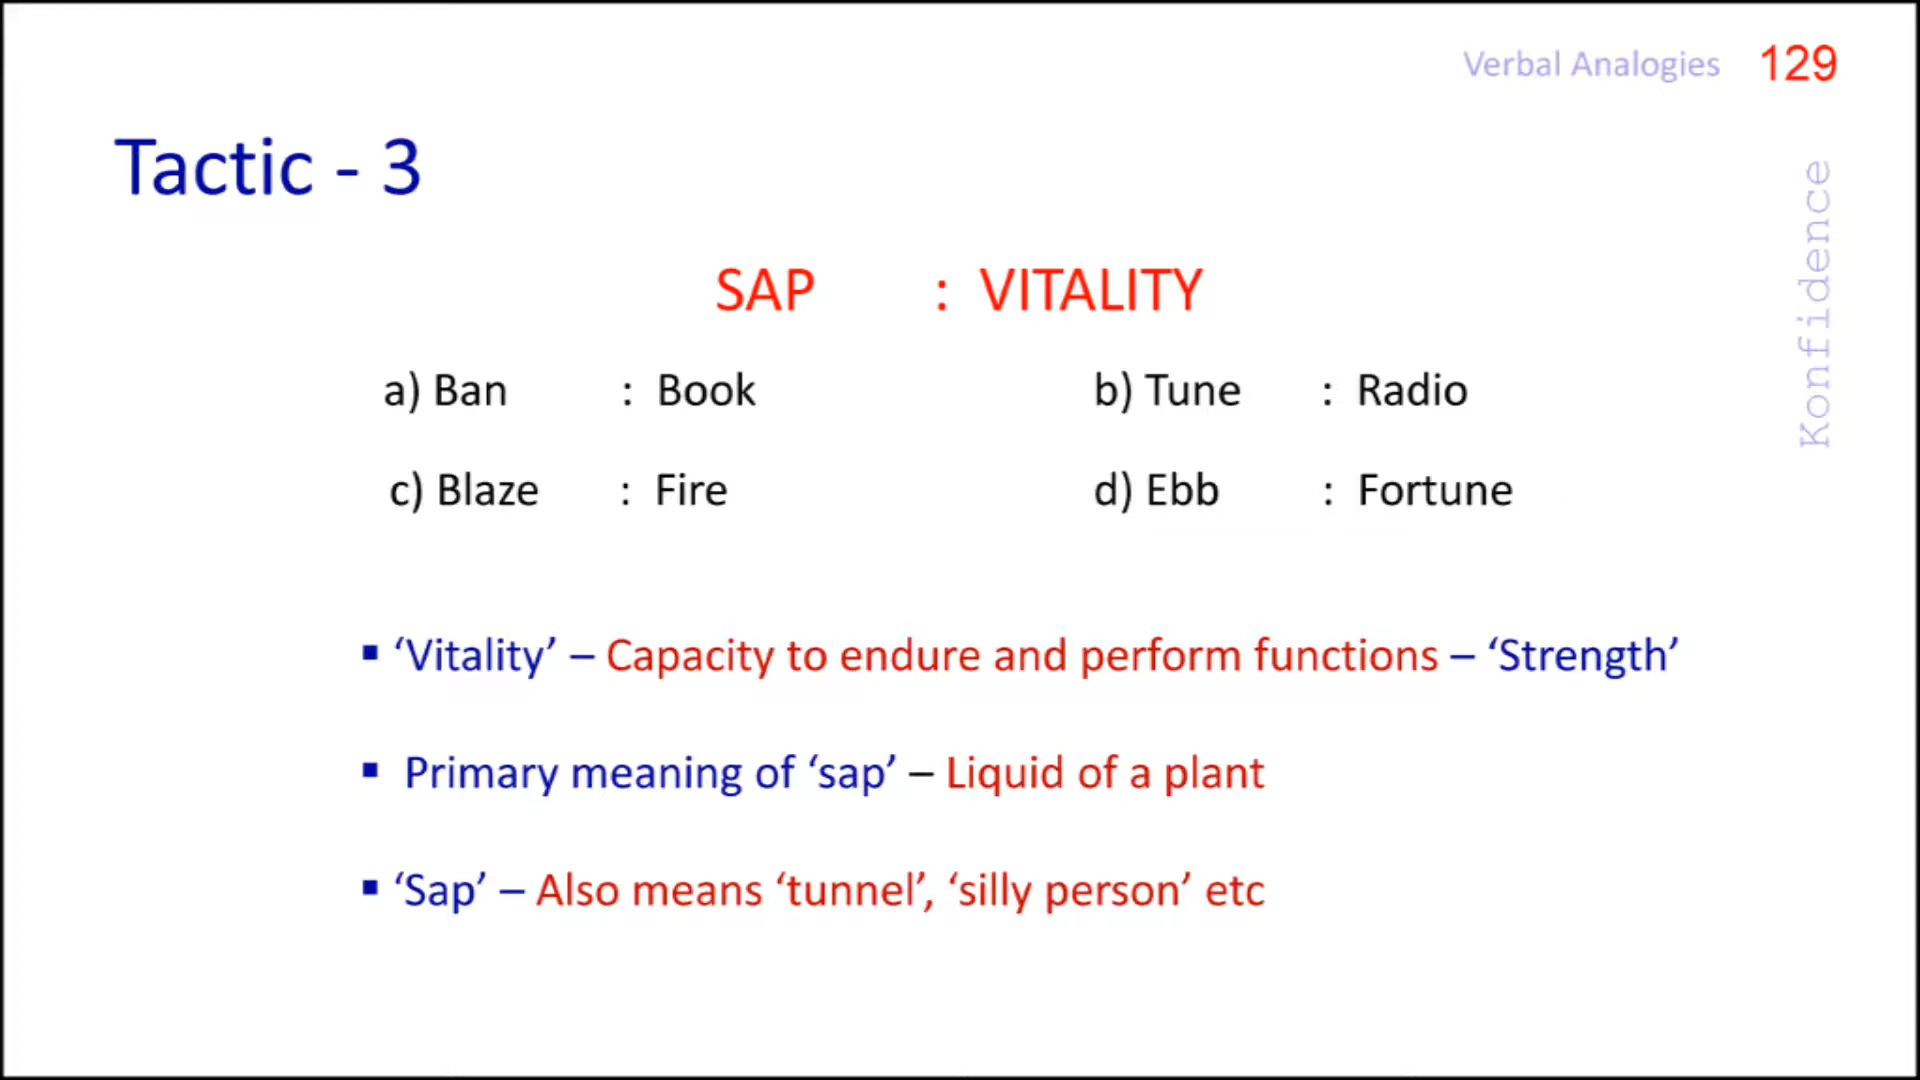 Verbal Analogies 129
Tactic - 3
Konfidence
SAP : VITALITY
a) Ban : Book b) Tune : Radio
c) Blaze : Fire d) Ebb : Fortune
▪ ‘Vitality’ – Capacity to endure and perform functions – ‘Strength’
▪ Primary meaning of ‘sap’ – Liquid of a plant
▪ ‘Sap’ – Also means ‘tunnel’, ‘silly person’ etc